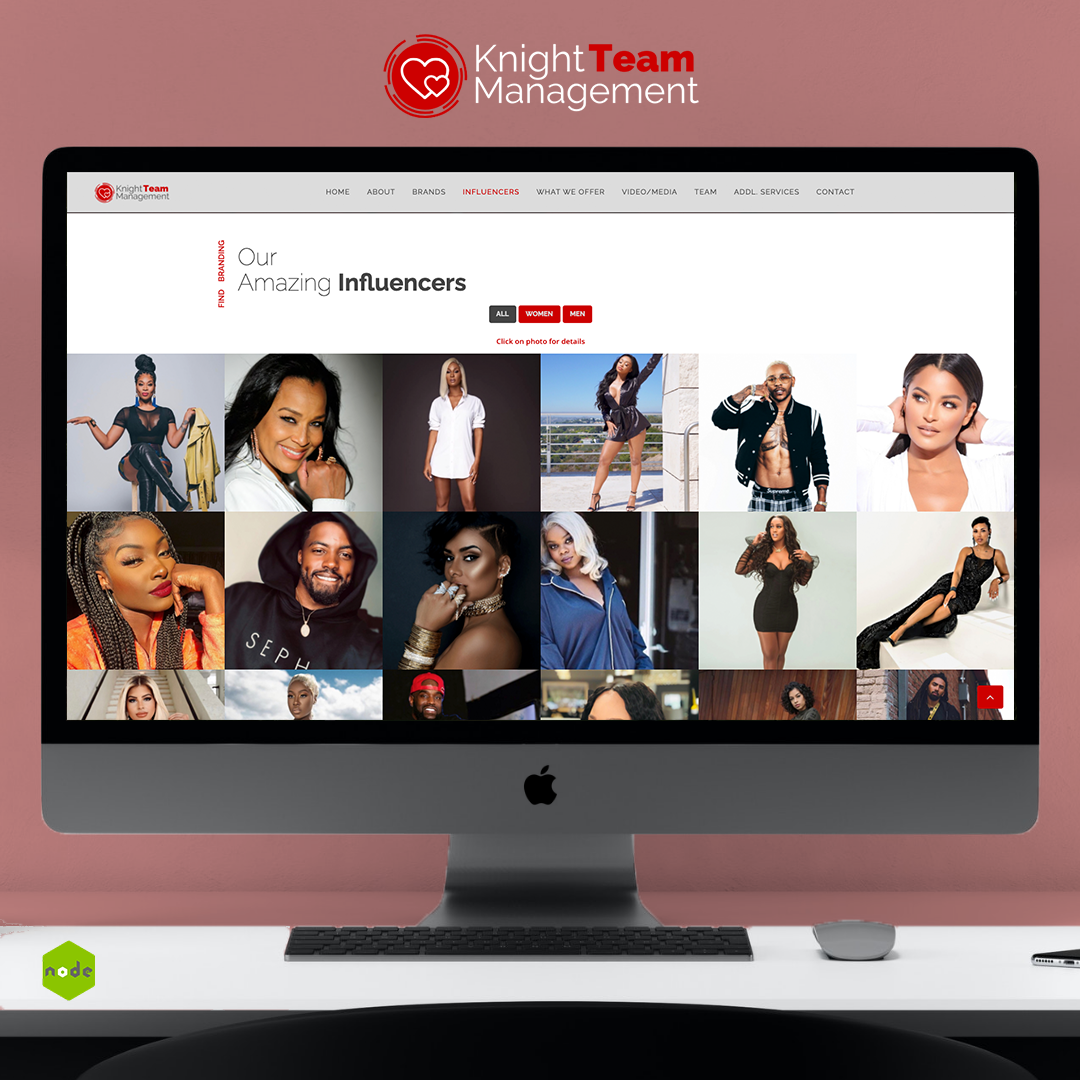 Knight Team
Management
Knight Team
Management
HOME ABOUT BRANDS INFLUENCERS WHAT WE OFFER VIDEO/MEDIA TEAM ADDL. SERVICES CONTACT
FIND BRANDING
Our
Amazing Influencers
ALL WOMEN MEN
Click on photo for details
Supreme
SEPH
node